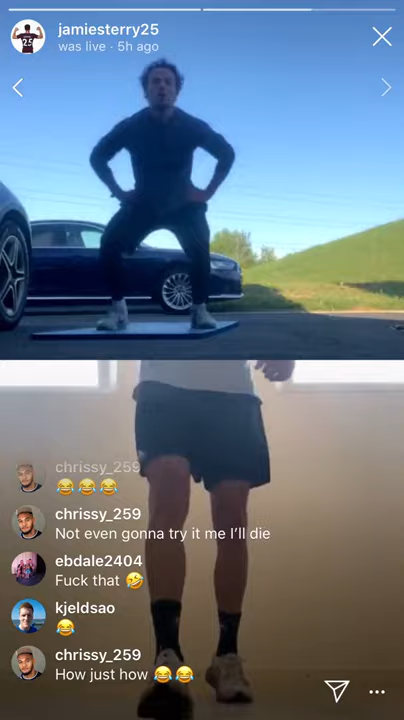 jamiesterry25
was live · 5h ago
chrissy_259
😂😂😂
chrissy_259
Not even gonna try it me I'll die
ebdale2404
Fuck that 🤣
kjeldsao
😂
chrissy_259
How just how 😂😂